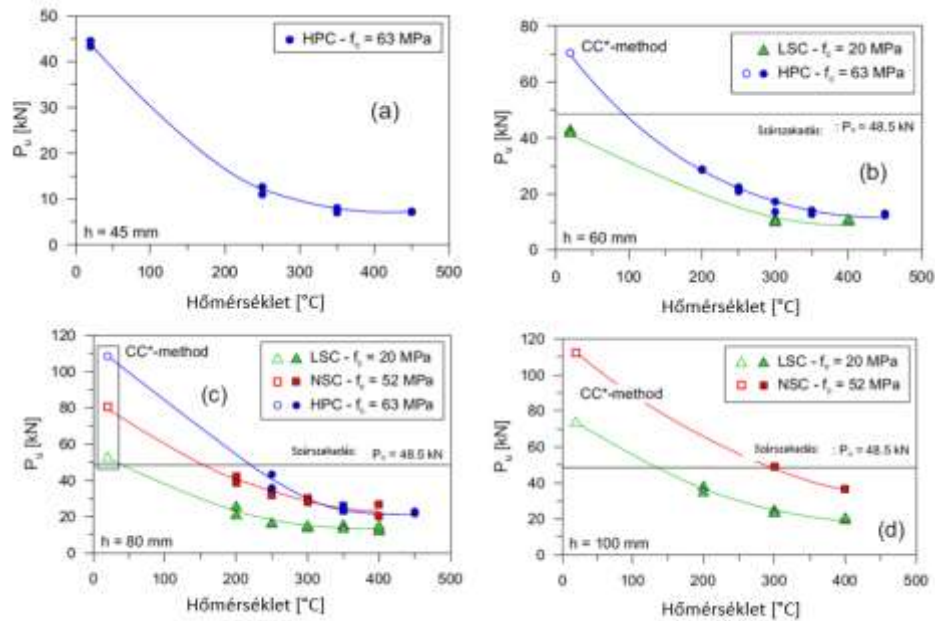 50
40
30
20
10
0
Pu [kN]
HPC - fc = 63 MPa
(a)
h = 45 mm
0 100 200 300 400 500
Hőmérséklet [°C]
80
60
40
20
0
Pu [kN]
CC*-method
LSC - fc = 20 MPa
HPC - fc = 63 MPa
Szárszakadás: : Pu = 48.5 kN
(b)
h = 60 mm
0 100 200 300 400 500
Hőmérséklet [°C]
120
100
80
60
40
20
0
Pu [kN]
CC*-method
LSC - fc = 20 MPa
NSC - fc = 52 MPa
HPC - fc = 63 MPa
(c)
Szárszakadás: Pu = 48.5 kN
h = 80 mm
0 100 200 300 400 500
Hőmérséklet [°C]
120
100
80
60
40
20
0
Pu [kN]
LSC - fc = 20 MPa
NSC - fc = 52 MPa
CC*-method
Szárszakadás: : Pu = 48.5 kN
(d)
h = 100 mm
0 100 200 300 400 500
Hőmérséklet [°C]